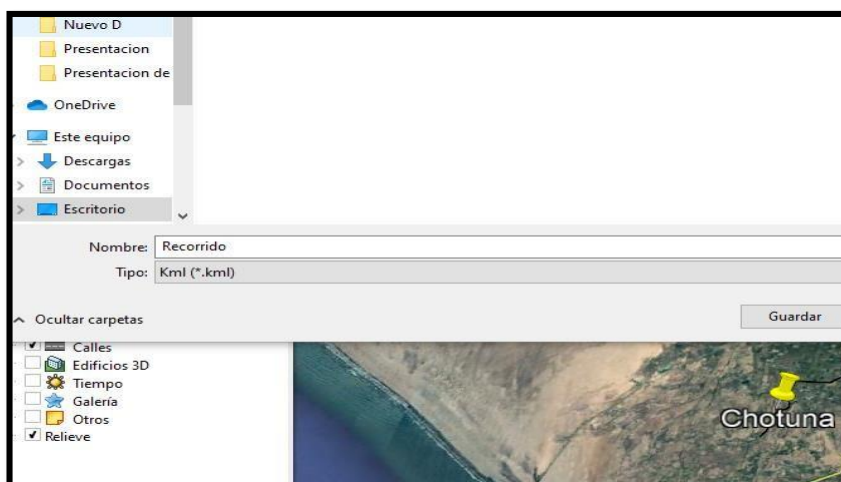 Nuevo D
Presentacion
Presentacion de
OneDrive
Este equipo
Descargas
Documentos
Escritorio
Nombre: Recorrido
Tipo: Kml (*.kml)
Ocultar carpetas
Guardar
Calles
Edificios 3D
Tiempo
Galería
Otros
Relieve
Chotuna